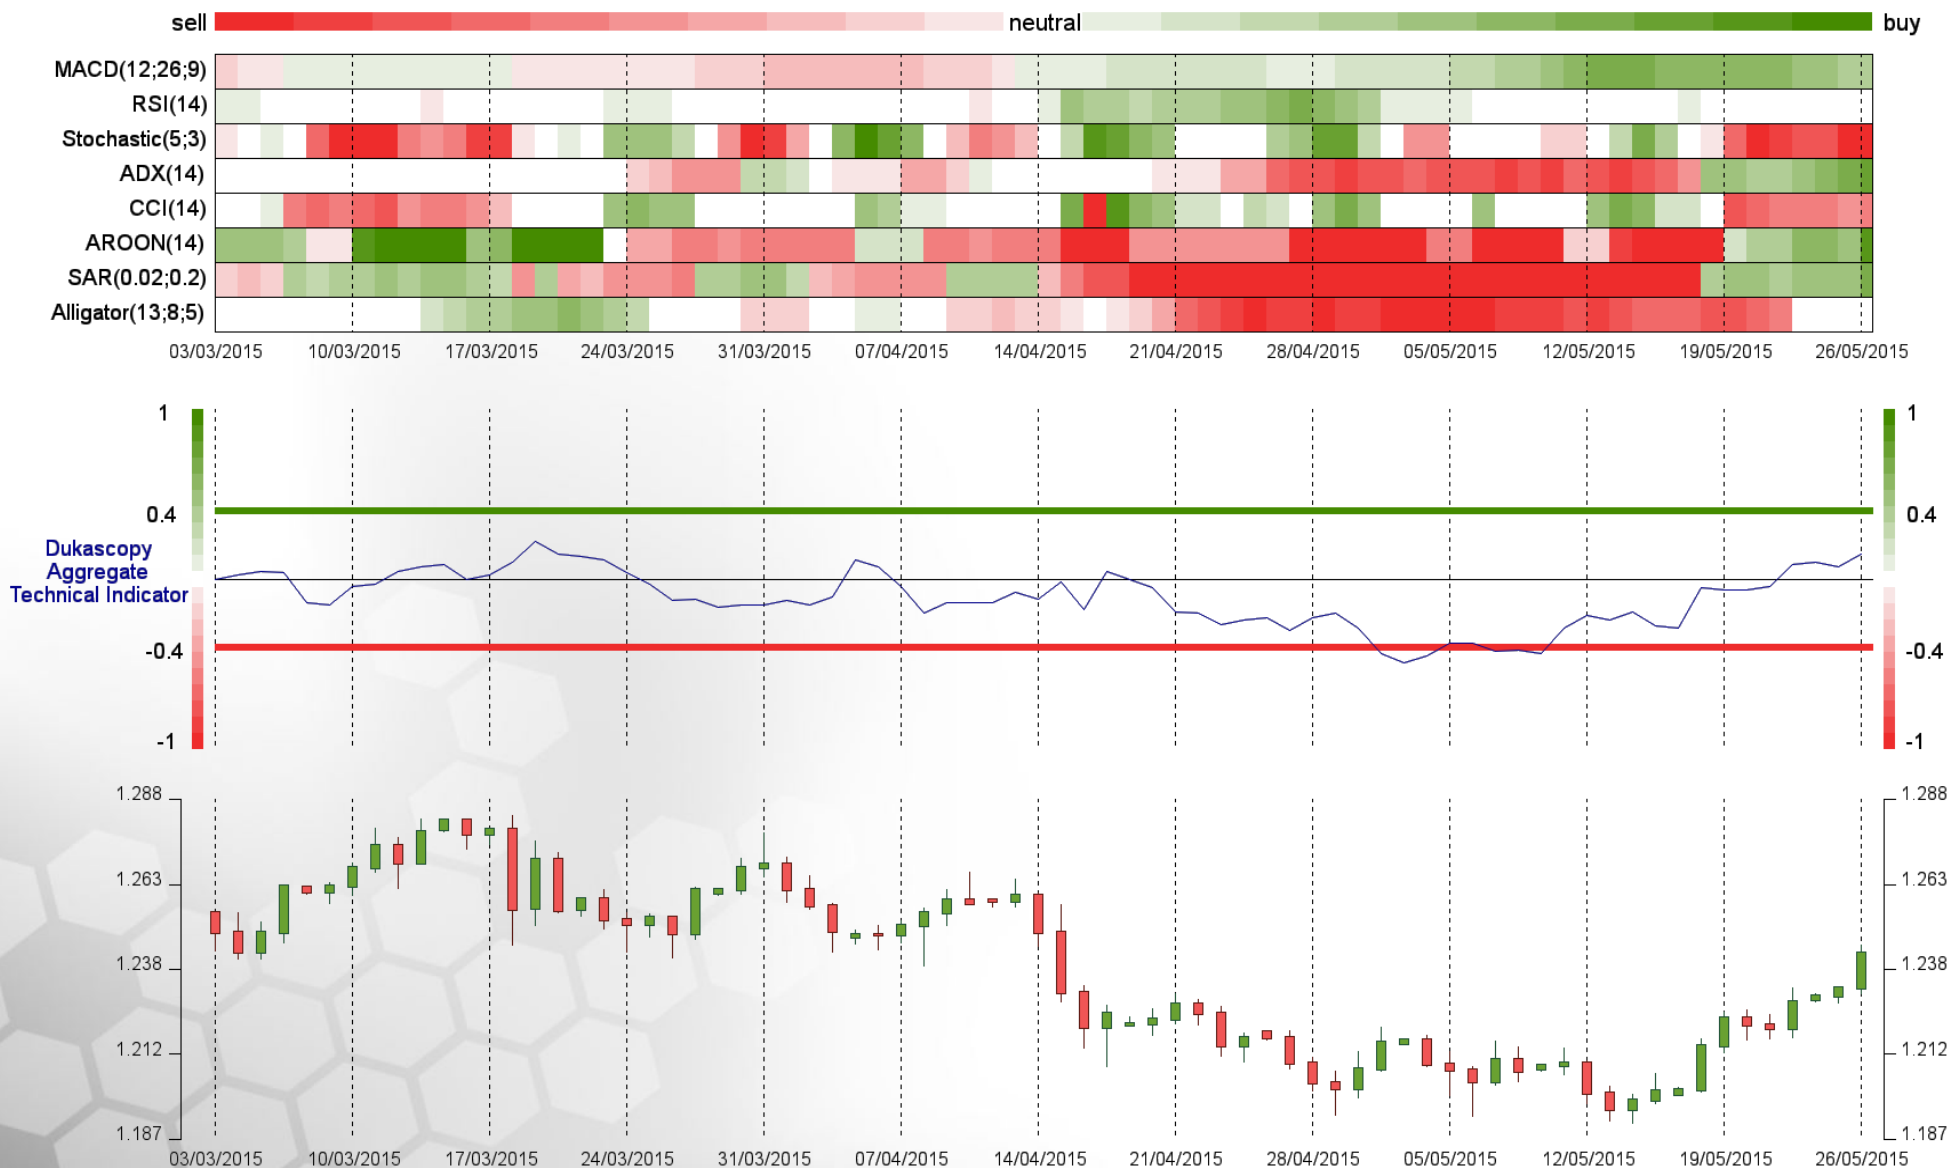 sell neutral buy
MACD(12;26;9)
RSI(14)
Stochastic(5;3)
ADX(14)
CCI(14)
AROON(14)
SAR(0.02;0.2)
Alligator(13;8;5)
03/03/2015 10/03/2015 17/03/2015 24/03/2015 31/03/2015 07/04/2015 14/04/2015 21/04/2015 28/04/2015 05/05/2015 12/05/2015 19/05/2015 26/05/2015
1 1
0.4 0.4
Dukascopy
Aggregate
Technical Indicator
-0.4 -0.4
-1 -1
1.288 1.288
1.263 1.263
1.238 1.238
1.212 1.212
1.187 1.187
03/03/2015 10/03/2015 17/03/2015 24/03/2015 31/03/2015 07/04/2015 14/04/2015 21/04/2015 28/04/2015 05/05/2015 12/05/2015 19/05/2015 26/05/2015